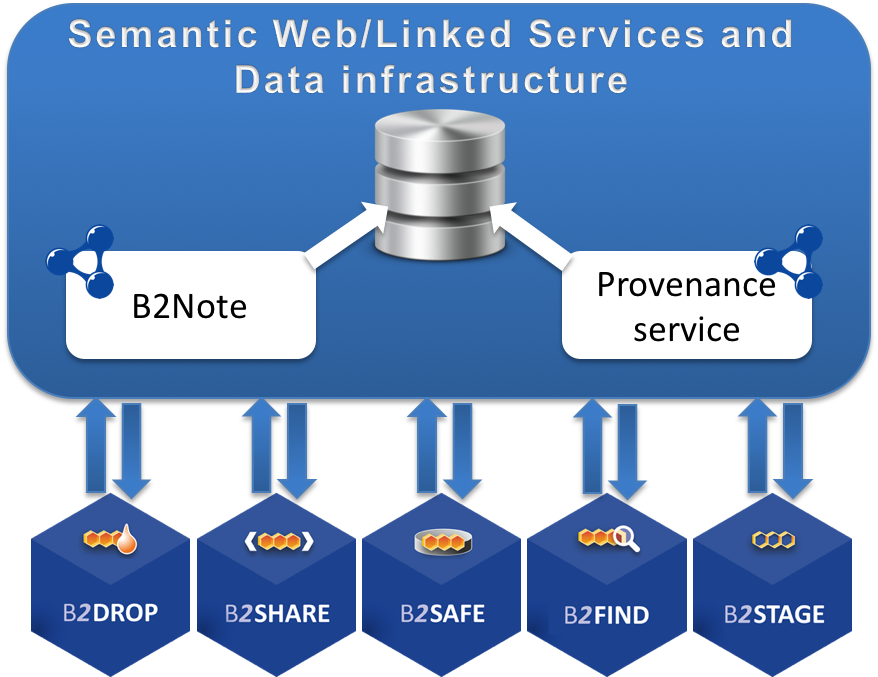 Semantic Web/Linked Services and
Data infrastructure
B2Note
Provenance
service
B2DROP
B2SHARE
B2SAFE
B2FIND
B2STAGE